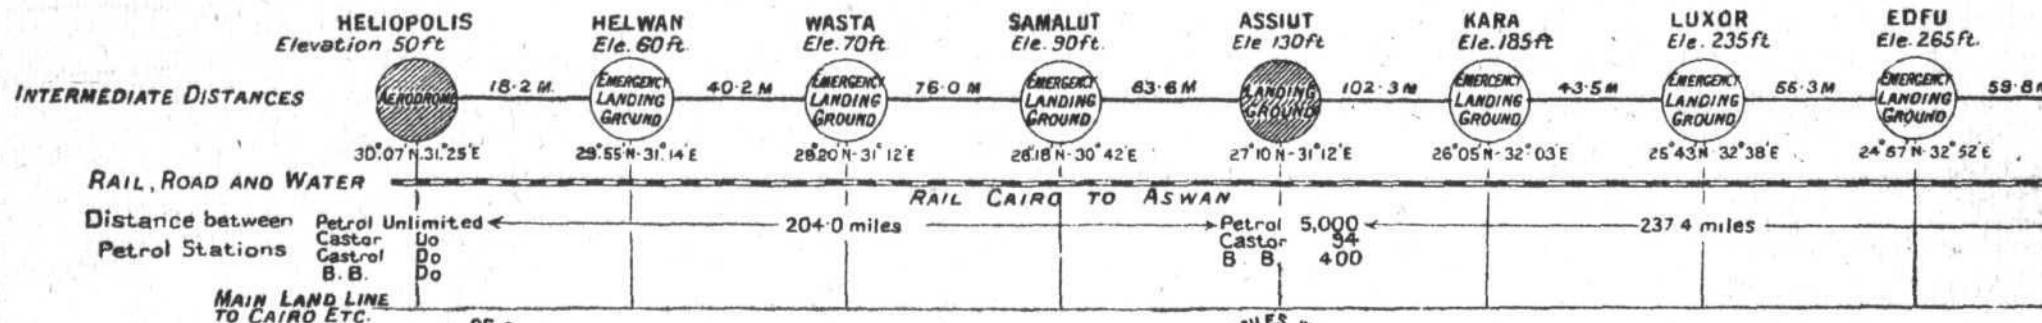 HELIOPOLIS HELWAN WASTA SAMALUT ASSIUT KARA LUXOR EDFU
Elevation 50ft Ele. 60ft. Ele. 70ft. Ele. 90ft. Ele 130ft Ele. 185ft Ele. 235ft Ele. 265ft.
INTERMEDIATE DISTANCES
AERODROME 18·2 M. EMERGENCY LANDING GROUND 40·2 M EMERGENCY LANDING GROUND 76·0 M EMERGENCY LANDING GROUND 63·6 M LANDING GROUND 102·3 M EMERGENCY LANDING GROUND 43·5 M EMERGENCY LANDING GROUND 56·3 M EMERGENCY LANDING GROUND 59·8
30°07'N.31°25'E 29°55'N-31°14'E 28°20'N-31°12'E 28°18'N-30°42'E 27°10'N-31°12'E 26°05'N-32°03'E 25°43'N-32°38'E 24°57'N-32°52'E
RAIL, ROAD AND WATER
RAIL CAIRO TO ASWAN
Distance between Petrol Unlimited 204·0 miles Petrol 5,000 237·4 miles
Castor Do Castor 94
Petrol Stations Castrol Do B. B. 400
B. B. Do
MAIN LAND LINE
TO CAIRO ETC.